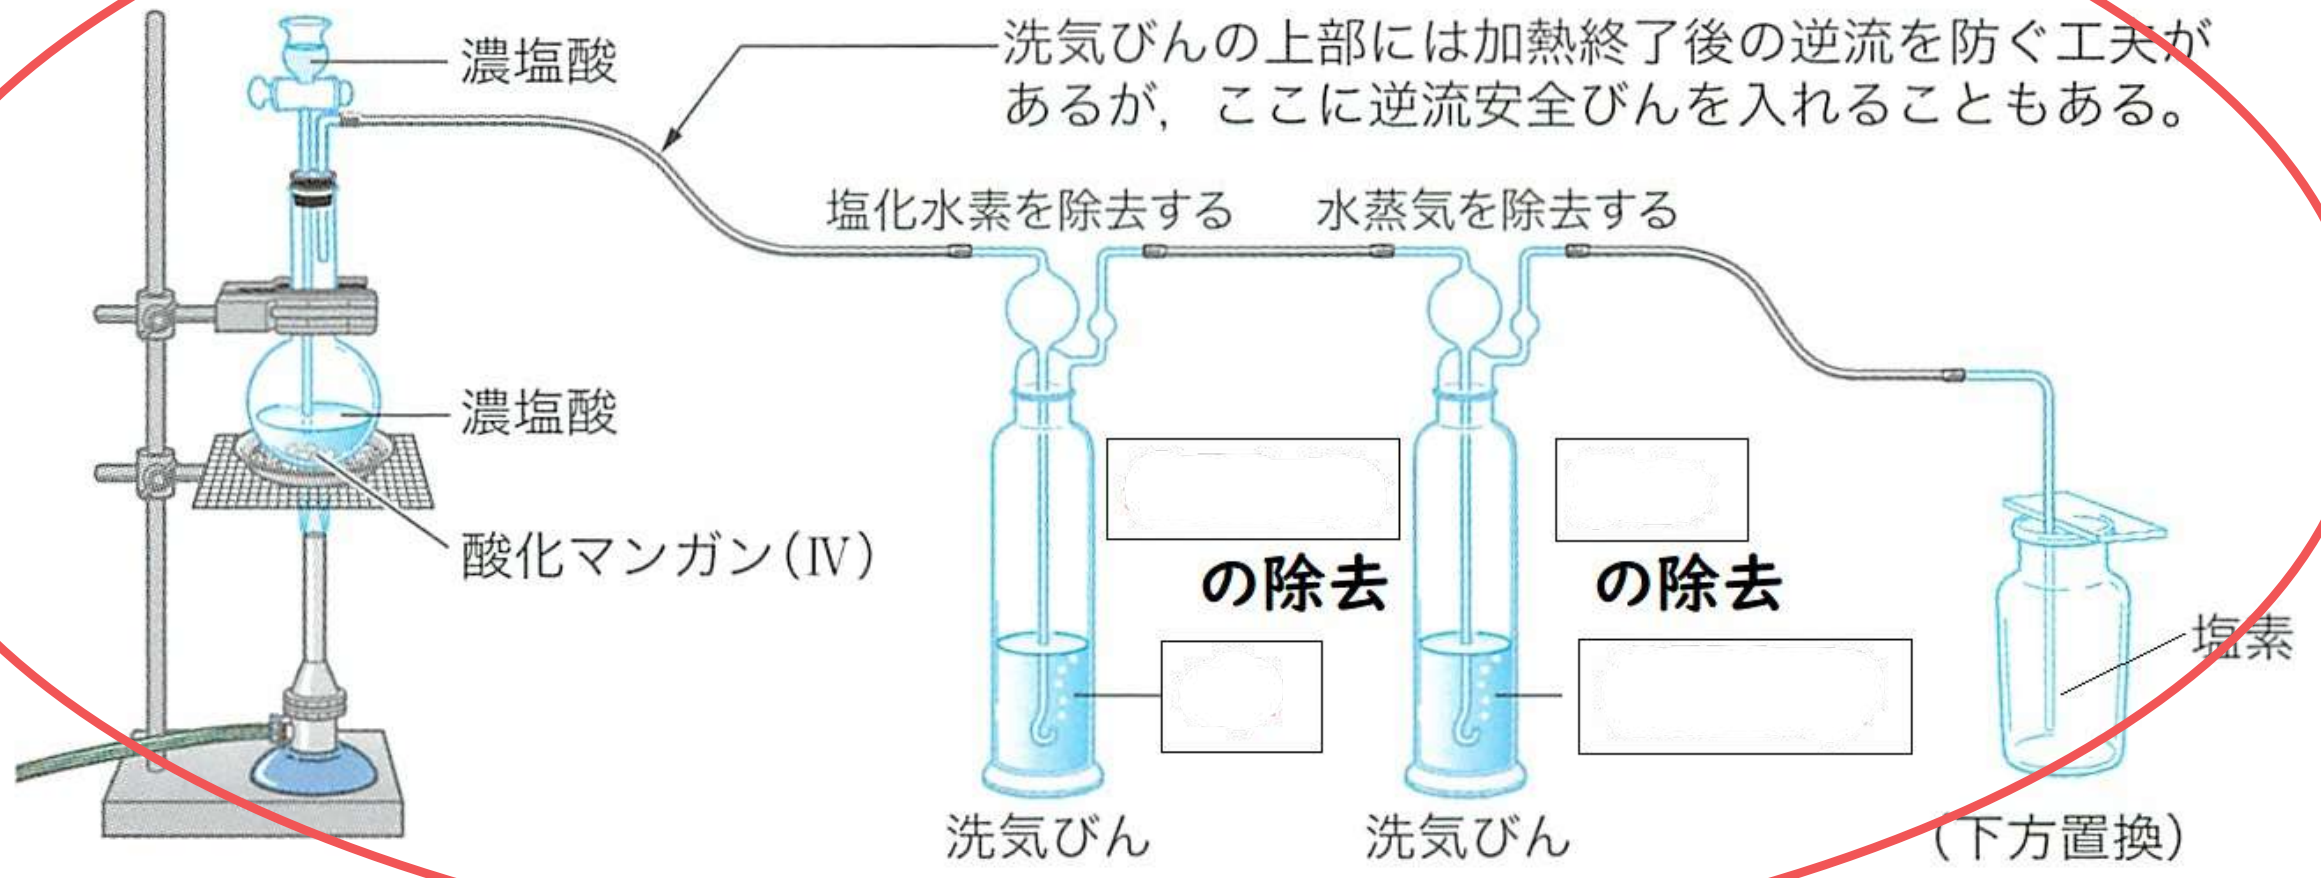 濃塩酸
洗気びんの上部には加熱終了後の逆流を防ぐ工夫が
あるが，ここに逆流安全びんを入れることもある。
塩化水素を除去する
水蒸気を除去する
濃塩酸
酸化マンガン(Ⅳ)
の除去
の除去
塩素
洗気びん
洗気びん
(下方置換)